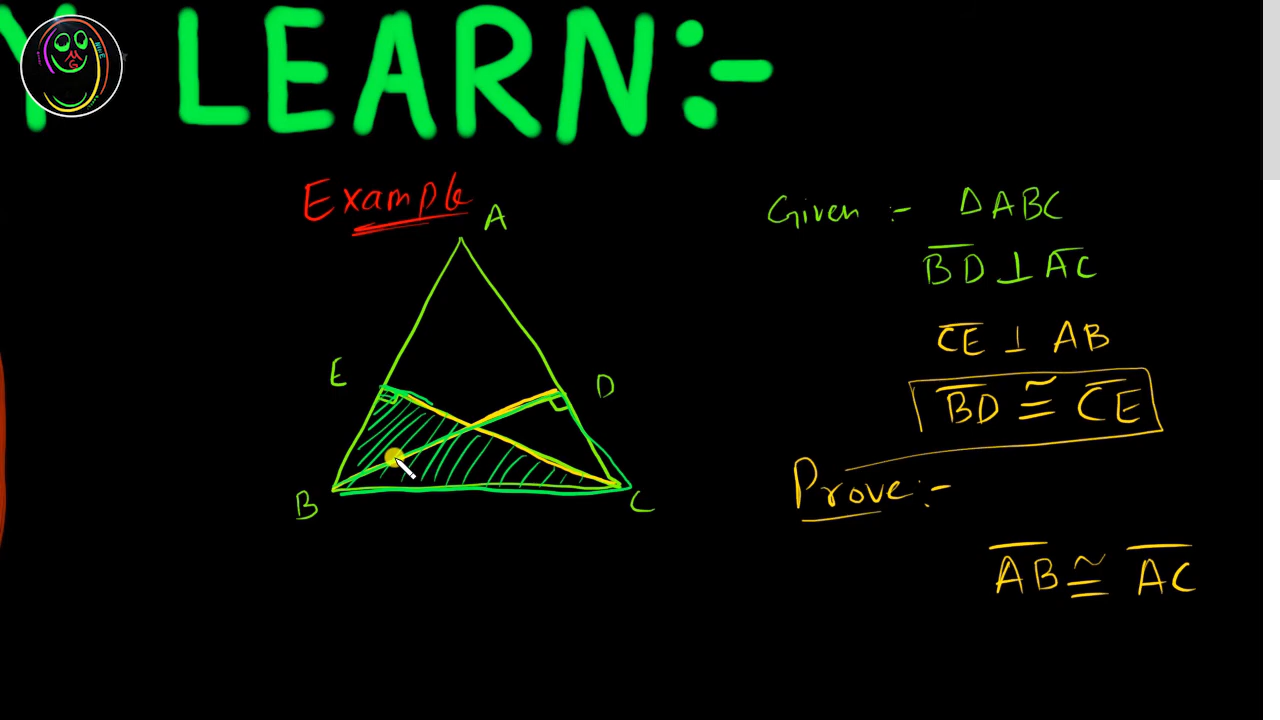 Y LEARN:-
Example
A
E
D
B
C
Given :- ΔABC
BD ⊥ AC
CE ⊥ AB
BD ≅ CE
Prove :-
AB ≅ AC